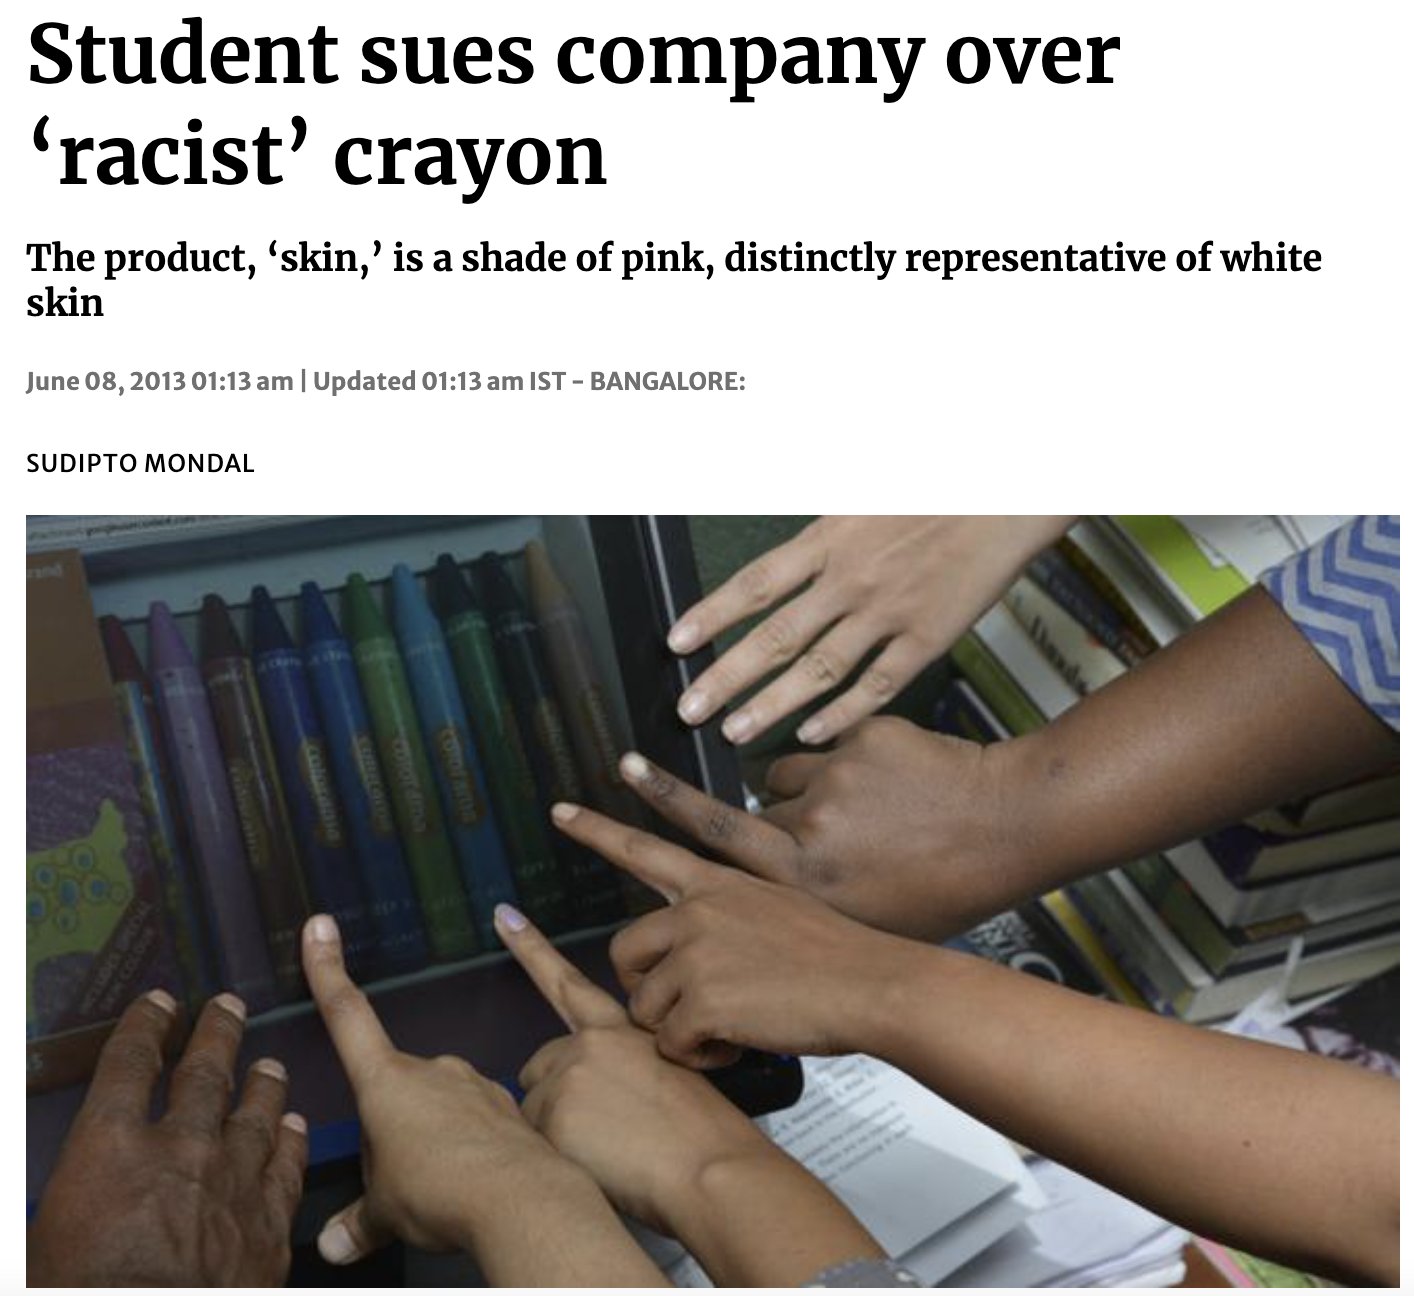 Student sues company over
‘racist’ crayon
The product, ‘skin,’ is a shade of pink, distinctly representative of white
skin
June 08, 2013 01:13 am | Updated 01:13 am IST - BANGALORE:
SUDIPTO MONDAL